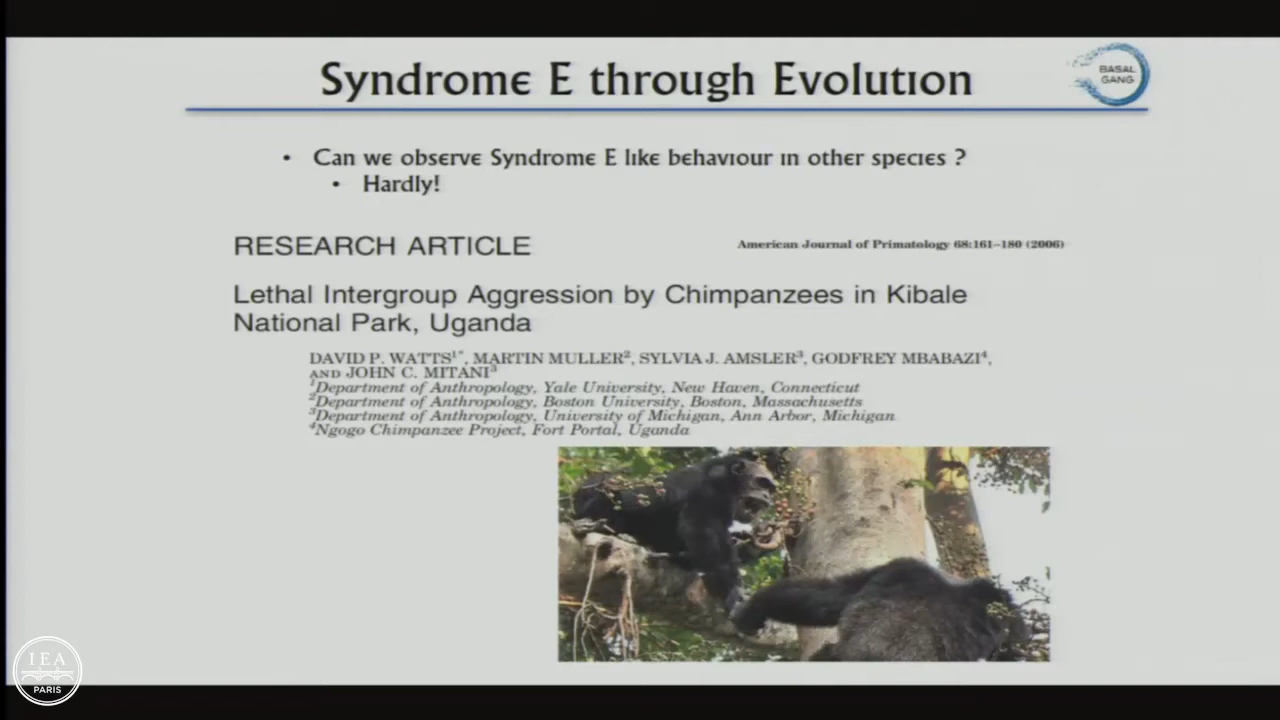 Syndrome E through Evolution
BASAL
GANG
• Can we observe Syndrome E like behaviour in other species ?
• Hardly!
RESEARCH ARTICLE
American Journal of Primatology 68:161–180 (2006)
Lethal Intergroup Aggression by Chimpanzees in Kibale
National Park, Uganda
DAVID P. WATTS1*, MARTIN MULLER2, SYLVIA J. AMSLER3, GODFREY MBABAZI4,
AND JOHN C. MITANI3
1Department of Anthropology, Yale University, New Haven, Connecticut
2Department of Anthropology, Boston University, Boston, Massachusetts
3Department of Anthropology, University of Michigan, Ann Arbor, Michigan
4Ngogo Chimpanzee Project, Fort Portal, Uganda
IEA
PARIS